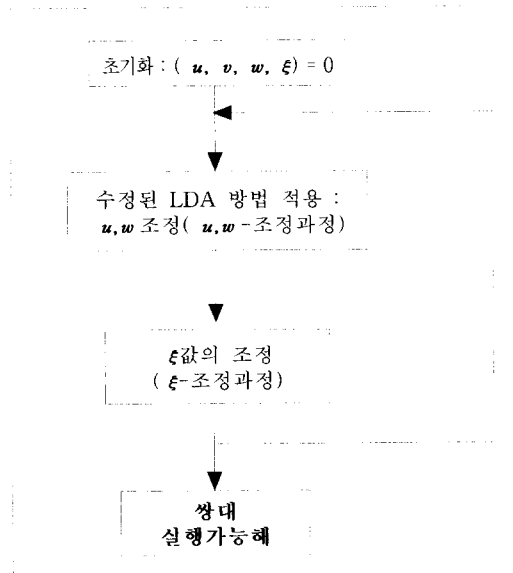 초기화 : ( u, v, w, ξ) = 0
수정된 LDA 방법 적용 :
u,w 조정( u,w -조정과정)
ξ값의 조정
( ξ-조정과정)
쌍대
실행가능해